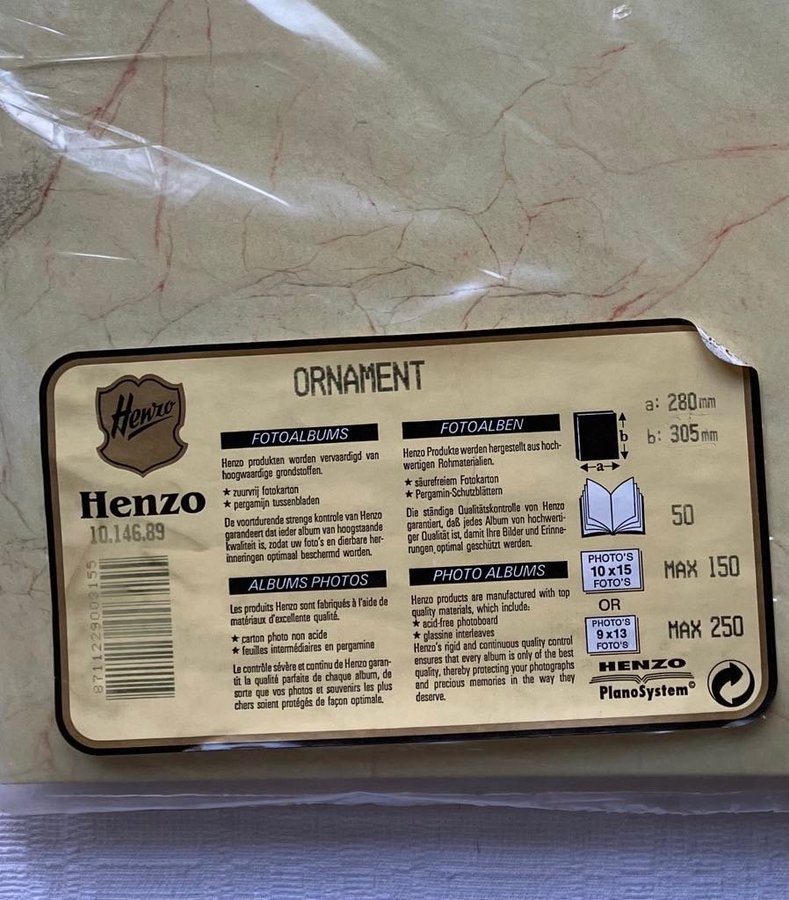 ORNAMENT
Henzo
Henzo
10.146.89
8711229003155
FOTOALBUMS
Henzo produkten worden vervaardigd van
hoogwaardige grondstoffen.
★ zuurvrij fotokarton
★ pergamijn tussenbladen
De voortdurende strenge kontrole van Henzo
garandeert dat ieder album van hoogstaande
kwaliteit is, zodat uw foto's en dierbare her-
inneringen optimaal beschermd worden.
ALBUMS PHOTOS
Les produits Henzo sont fabriqués à l'aide de
matériaux d'excellente qualité.
★ carton photo non acide
★ feuilles intermédiaires en pergamine
Le contrôle sévère et continu de Henzo garan-
tit la qualité parfaite de chaque album, de
sorte que vos photos et souvenirs les plus
chers soient protégés de façon optimale.
FOTOALBEN
Henzo Produkte werden hergestellt aus hoch-
wertigen Rohmaterialien.
★ säurefreiem Fotokarton
★ Pergamin-Schutzblättern
Die ständige Qualitätskontrolle von Henzo
garantiert, daß jedes Album von hochwerti-
ger Qualität ist, damit Ihre Bilder und Erinne-
rungen optimal geschützt werden.
PHOTO ALBUMS
Henzo products are manufactured with top
quality materials, which include:
★ acid-free photoboard
★ glassine interleaves
Henzo's rigid and continuous quality control
ensures that every album is only of the best
quality, thereby protecting your photographs
and precious memories in the way they
deserve.
b
a
a: 280mm
b: 305mm
50
PHOTO'S
10 x 15
FOTO'S
MAX 150
OR
PHOTO'S
9 x 13
FOTO'S
MAX 250
HENZO
PlanoSystem©